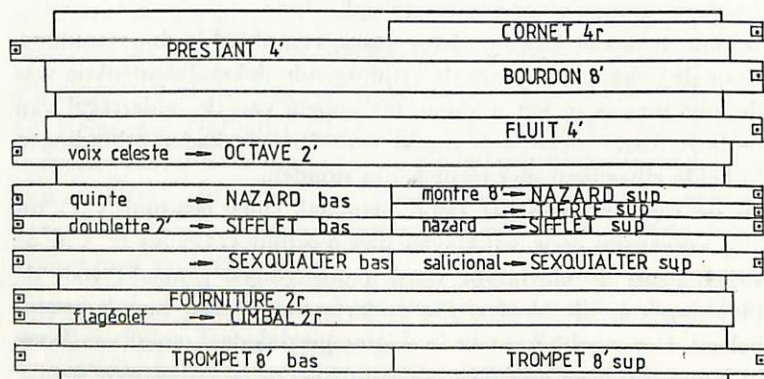 CORNET 4r
PRESTANT 4'
BOURDON 8'
FLUIT 4'
voix celeste → OCTAVE 2'
quinte → NAZARD bas montre 8' → NAZARD sup
→ TIERCE sup
doublette 2' → SIFFLET bas nazard → SIFFLET sup
→ SEXQUIALTER bas salicional → SEXQUIALTER sup
FOURNITURE 2r
flagéolet → CIMBAL 2r
TROMPET 8' bas TROMPET 8' sup